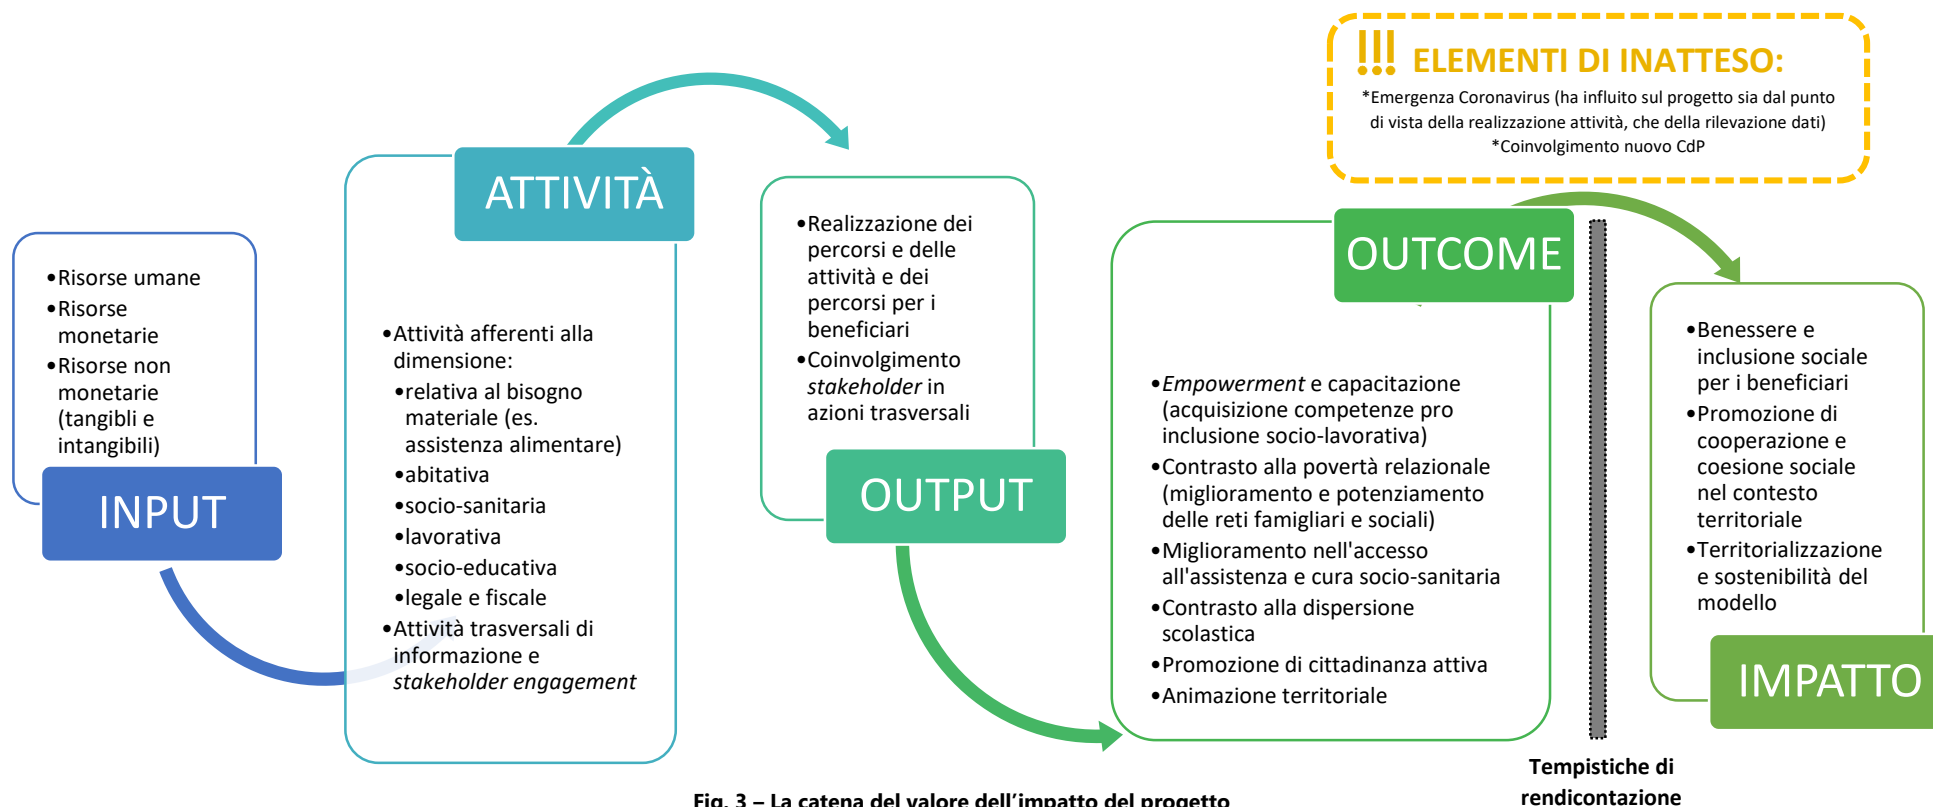 !!! ELEMENTI DI INATTESO:
*Emergenza Coronavirus (ha influito sul progetto sia dal punto
di vista della realizzazione attività, che della rilevazione dati)
*Coinvolgimento nuovo CdP
•Risorse umane
•Risorse
monetarie
•Risorse non
monetarie
(tangibli e
intangibili)
INPUT
ATTIVITÀ
•Attività afferenti alla
dimensione:
•relativa al bisogno
materiale (es.
assistenza alimentare)
•abitativa
•socio-sanitaria
•lavorativa
•socio-educativa
•legale e fiscale
•Attività trasversali di
informazione e
stakeholder engagement
•Realizzazione dei
percorsi e delle
attività e dei
percorsi per i
beneficiari
•Coinvolgimento
stakeholder in
azioni trasversali
OUTPUT
OUTCOME
•Empowerment e capacitazione
(acquisizione competenze pro
inclusione socio-lavorativa)
•Contrasto alla povertà relazionale
(miglioramento e potenziamento
delle reti famigliari e sociali)
•Miglioramento nell'accesso
all'assistenza e cura socio-sanitaria
•Contrasto alla dispersione
scolastica
•Promozione di cittadinanza attiva
•Animazione territoriale
•Benessere e
inclusione sociale
per i beneficiari
•Promozione di
cooperazione e
coesione sociale
nel contesto
territoriale
•Territorializzazione
e sostenibilità del
modello
IMPATTO
Tempistiche di
rendicontazione
Fig. 3 – La catena del valore dell'impatto del progetto